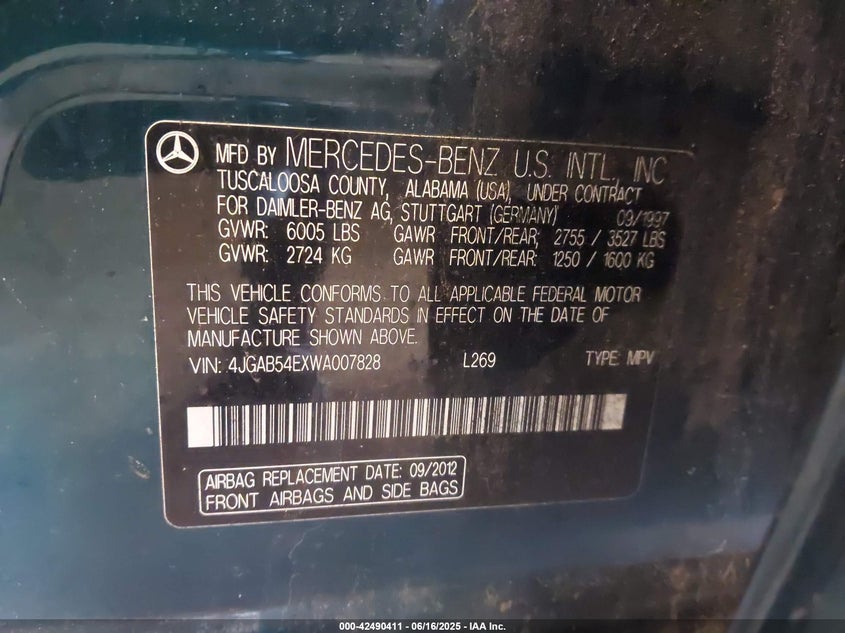 MFD BY MERCEDES-BENZ U.S. INTL., INC
TUSCALOOSA COUNTY, ALABAMA (USA), UNDER CONTRACT
FOR DAIMLER-BENZ AG, STUTTGART (GERMANY) 09/1997
GVWR: 6005 LBS GAWR FRONT/REAR; 2755 / 3527 LBS
GVWR: 2724 KG GAWR FRONT/REAR: 1250 / 1600 KG
THIS VEHICLE CONFORMS TO ALL APPLICABLE FEDERAL MOTOR
VEHICLE SAFETY STANDARDS IN EFFECT ON THE DATE OF
MANUFACTURE SHOWN ABOVE.
VIN: 4JGAB54EXWA007828 L269 TYPE: MPV
AIRBAG REPLACEMENT DATE: 09/2012
FRONT AIRBAGS AND SIDE BAGS
000-42490411 - 06/16/2025 - IAA Inc.